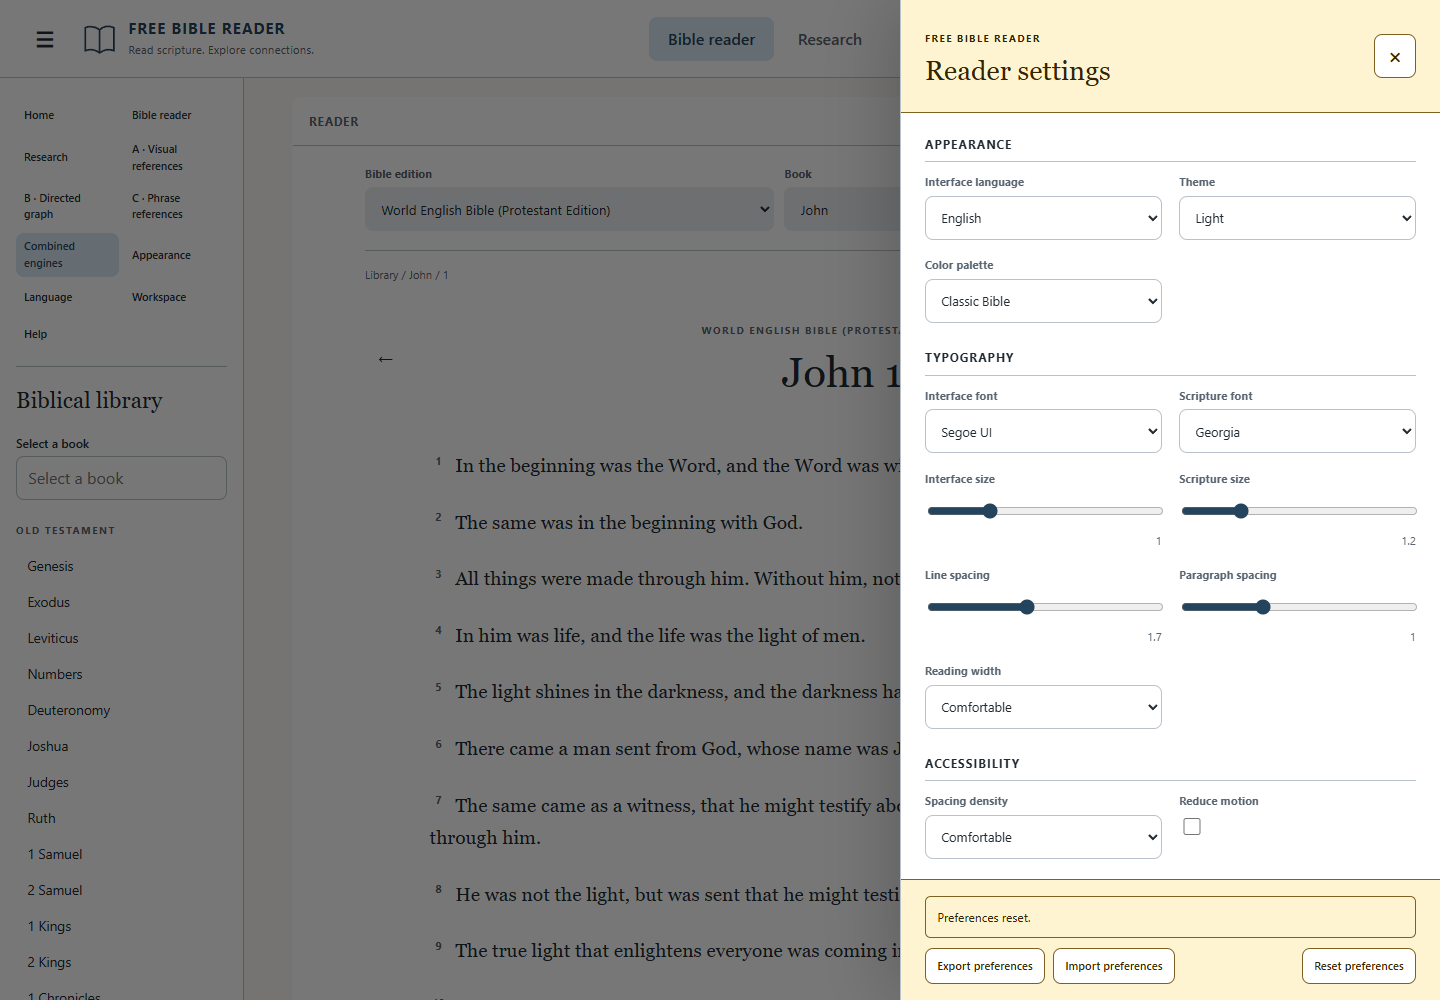 ☰
FREE BIBLE READER
Read scripture. Explore connections.
Bible reader
Research
Home
Bible reader
Research
A · Visual
references
B · Directed
graph
C · Phrase
references
Combined
engines
Appearance
Language
Workspace
Help
Biblical library
Select a book
Select a book
OLD TESTAMENT
Genesis
Exodus
Leviticus
Numbers
Deuteronomy
Joshua
Judges
Ruth
1 Samuel
2 Samuel
1 Kings
2 Kings
1 Chronicles
READER
Bible edition
World English Bible (Protestant Edition)
Book
John
Library / John / 1
WORLD ENGLISH BIBLE (PROTEST
←
John 1
1 In the beginning was the Word, and the Word was
2 The same was in the beginning with God.
3 All things were made through him. Without him, not
4 In him was life, and the life was the light of men.
5 The light shines in the darkness, and the darkness
6 There came a man sent from God, whose name was
7 The same came as a witness, that he might testify
through him.
8 He was not the light, but was sent that he might
9 The true light that enlightens everyone was coming
FREE BIBLE READER
Reader settings
×
APPEARANCE
Interface language
Theme
English
Light
Color palette
Classic Bible
TYPOGRAPHY
Interface font
Scripture font
Segoe UI
Georgia
Interface size
Scripture size
1
1.2
Line spacing
Paragraph spacing
1.7
1
Reading width
Comfortable
ACCESSIBILITY
Spacing density
Reduce motion
Comfortable
Preferences reset.
Export preferences
Import preferences
Reset preferences